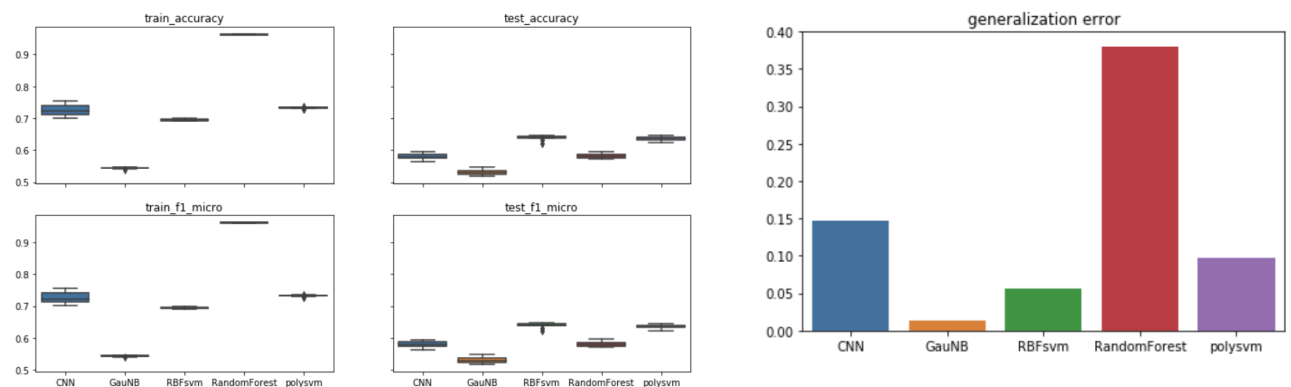 train_accuracy
0.9
0.8
0.7
0.6
0.5
test_accuracy
train_f1_micro
0.9
0.8
0.7
0.6
0.5
CNN GauNB RBFsvm RandomForest polysvm
test_f1_micro
CNN GauNB RBFsvm RandomForest polysvm
generalization error
0.40
0.35
0.30
0.25
0.20
0.15
0.10
0.05
0.00
CNN GauNB RBFsvm RandomForest polysvm